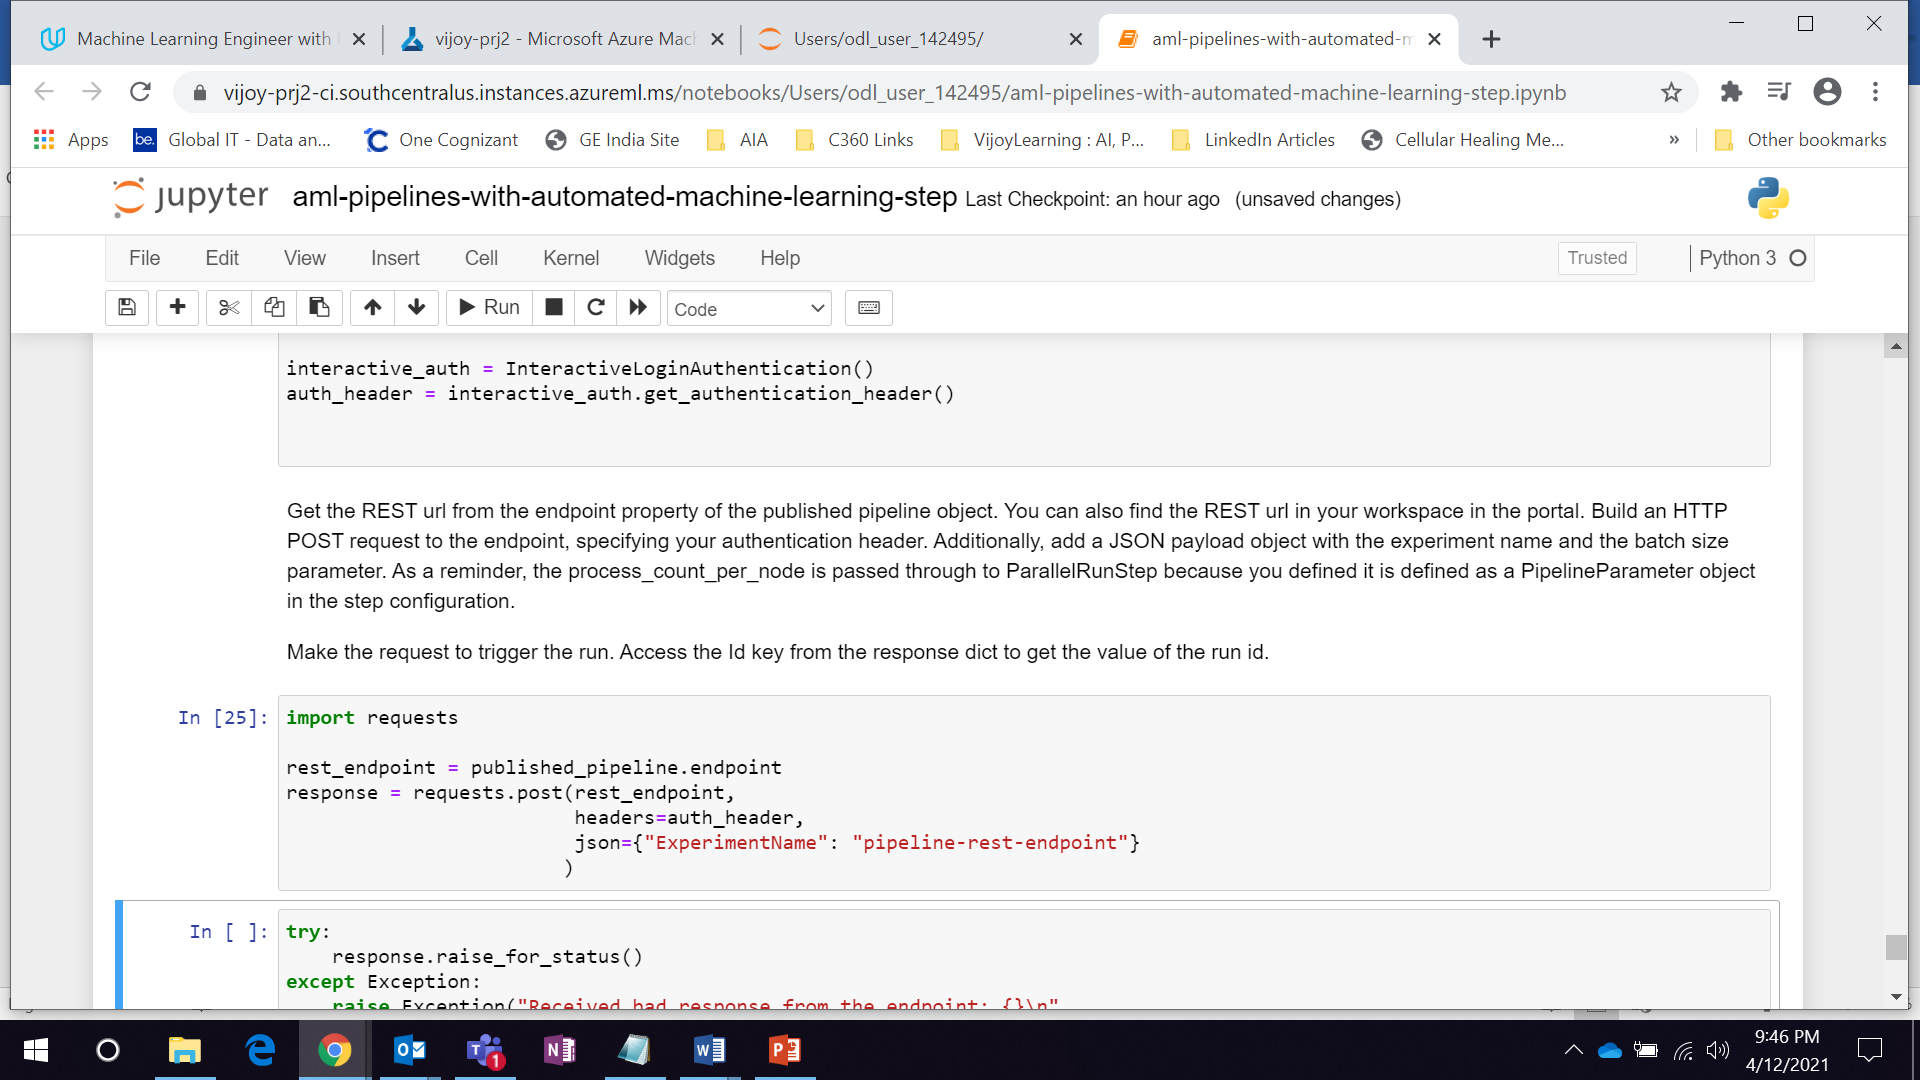 Machine Learning Engineer with
vijoy-prj2 - Microsoft Azure Mac
Users/odl_user_142495/
aml-pipelines-with-automated-m
vijoy-prj2-ci.southcentralus.instances.azureml.ms/notebooks/Users/odl_user_142495/aml-pipelines-with-automated-machine-learning-step.ipynb
Apps
be. Global IT - Data an...
One Cognizant
GE India Site
AIA
C360 Links
VijoyLearning : AI, P...
LinkedIn Articles
Cellular Healing Me...
»
Other bookmarks
jupyter aml-pipelines-with-automated-machine-learning-step Last Checkpoint: an hour ago (unsaved changes)
File Edit View Insert Cell Kernel Widgets Help Trusted Python 3
Run Code
interactive_auth = InteractiveLoginAuthentication()
auth_header = interactive_auth.get_authentication_header()
Get the REST url from the endpoint property of the published pipeline object. You can also find the REST url in your workspace in the portal. Build an HTTP
POST request to the endpoint, specifying your authentication header. Additionally, add a JSON payload object with the experiment name and the batch size
parameter. As a reminder, the process_count_per_node is passed through to ParallelRunStep because you defined it is defined as a PipelineParameter object
in the step configuration.
Make the request to trigger the run. Access the Id key from the response dict to get the value of the run id.
In [25]: import requests
rest_endpoint = published_pipeline.endpoint
response = requests.post(rest_endpoint,
headers=auth_header,
json={"ExperimentName": "pipeline-rest-endpoint"}
)
In [ ]: try:
response.raise_for_status()
except Exception:
raise Exception("Received bad response from the endpoint: {}\n"
9:46 PM
4/12/2021